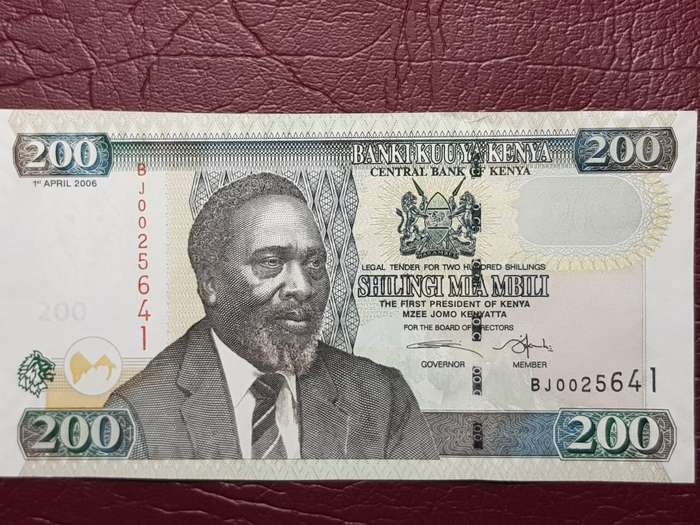 200
BANKI KUU YA KENYA
200
1ST APRIL 2006
CENTRAL BANK OF KENYA
BJ0025641
HARAMBEE
LEGAL TENDER FOR TWO HUNDRED SHILLINGS
SHILINGI MIA MBILI
200
THE FIRST PRESIDENT OF KENYA
MZEE JOMO KENYATTA
FOR THE BOARD OF DIRECTORS
GOVERNOR MEMBER
BJ0025641
200
200